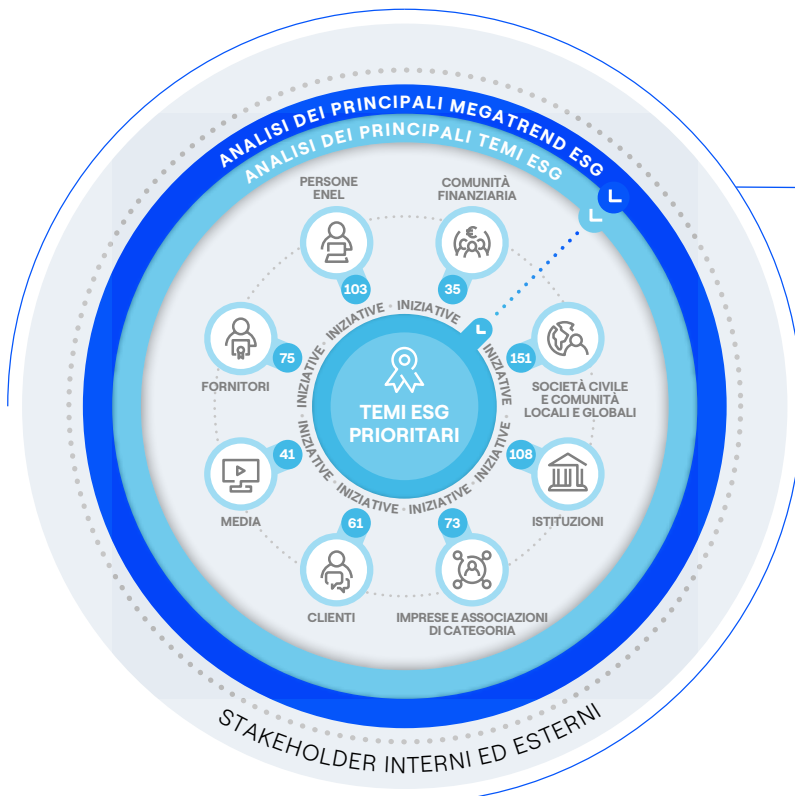 ANALISI DEI PRINCIPALI MEGATREND ESG
ANALISI DEI PRINCIPALI TEMI ESG
PERSONE
ENEL
103
COMUNITÀ
FINANZIARIA
35
FORNITORI
75
151
SOCIETÀ CIVILE
E COMUNITÀ
LOCALI E GLOBALI
MEDIA
41
108
ISTITUZIONI
61
CLIENTI
73
IMPRESE E ASSOCIAZIONI
DI CATEGORIA
INIZIATIVE · INIZIATIVE · INIZIATIVE · INIZIATIVE · INIZIATIVE · INIZIATIVE · INIZIATIVE · INIZIATIVE
TEMI ESG
PRIORITARI
STAKEHOLDER INTERNI ED ESTERNI